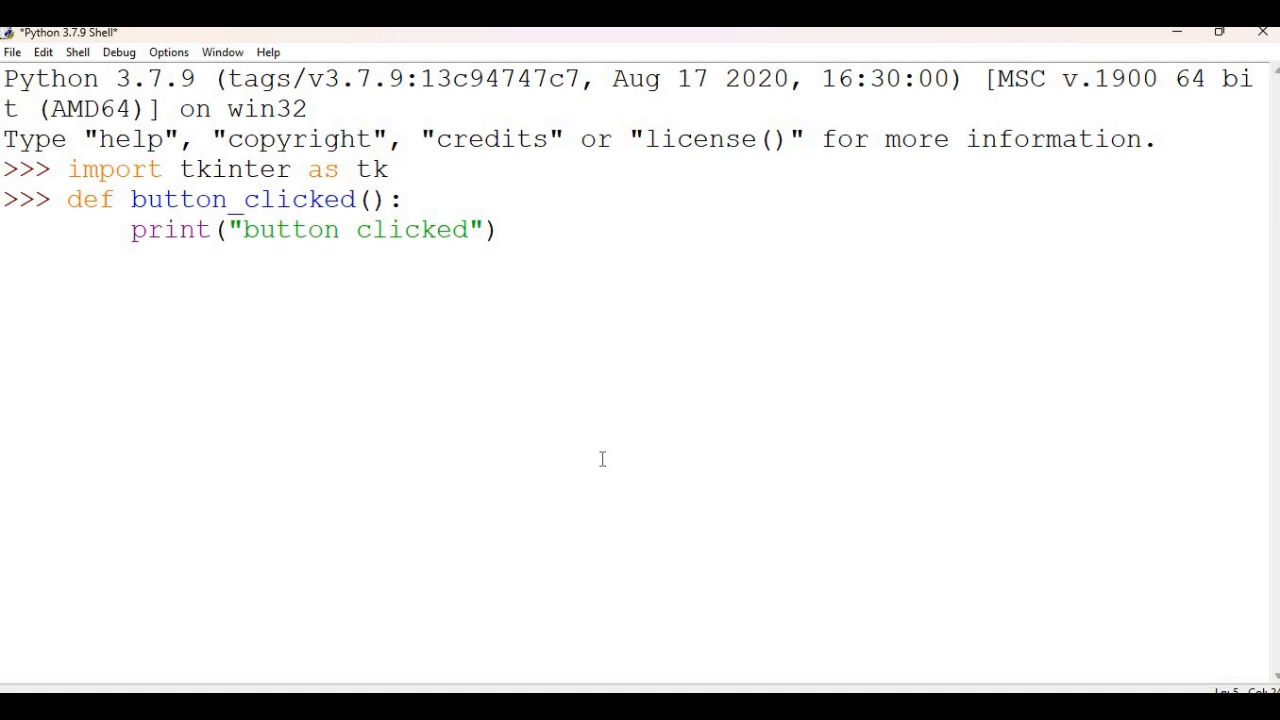 *Python 3.7.9 Shell*
File Edit Shell Debug Options Window Help
Python 3.7.9 (tags/v3.7.9:13c94747c7, Aug 17 2020, 16:30:00) [MSC v.1900 64 bi
t (AMD64)] on win32
Type "help", "copyright", "credits" or "license()" for more information.
>>> import tkinter as tk
>>> def button_clicked():
        print("button clicked")